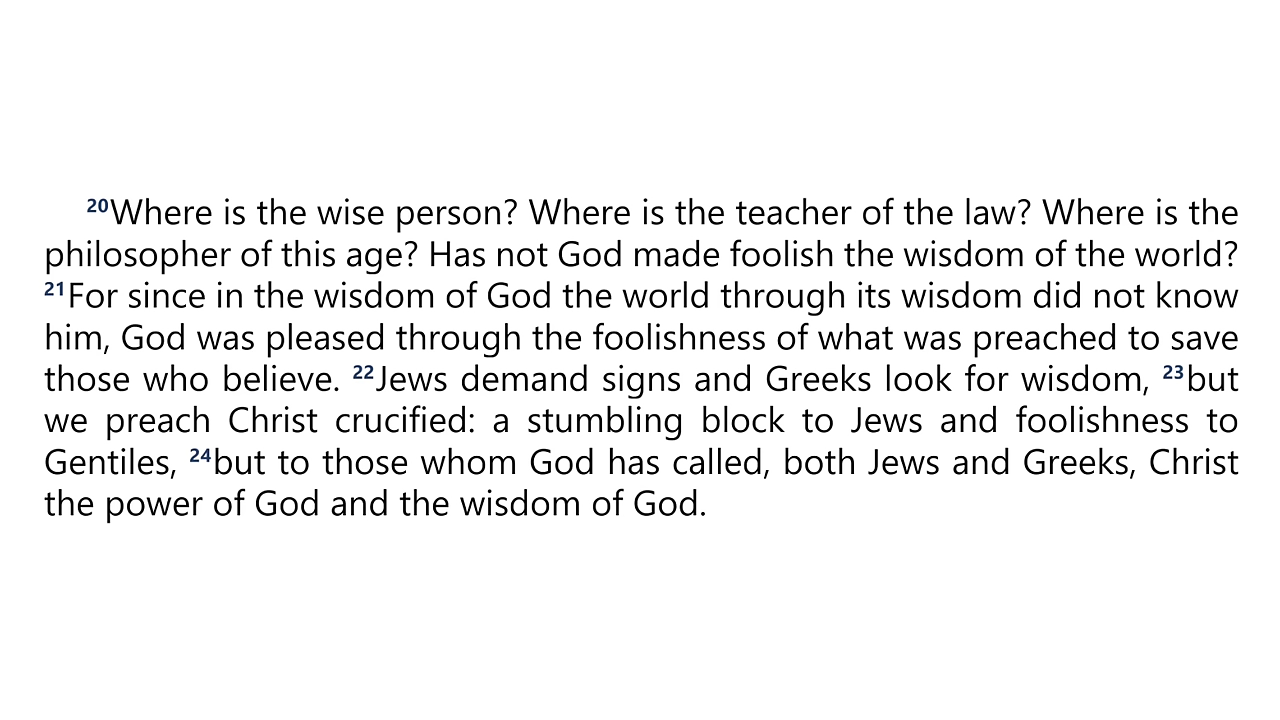 ²⁰Where is the wise person? Where is the teacher of the law? Where is the
philosopher of this age? Has not God made foolish the wisdom of the world?
²¹For since in the wisdom of God the world through its wisdom did not know
him, God was pleased through the foolishness of what was preached to save
those who believe. ²²Jews demand signs and Greeks look for wisdom, ²³but
we preach Christ crucified: a stumbling block to Jews and foolishness to
Gentiles, ²⁴but to those whom God has called, both Jews and Greeks, Christ
the power of God and the wisdom of God.